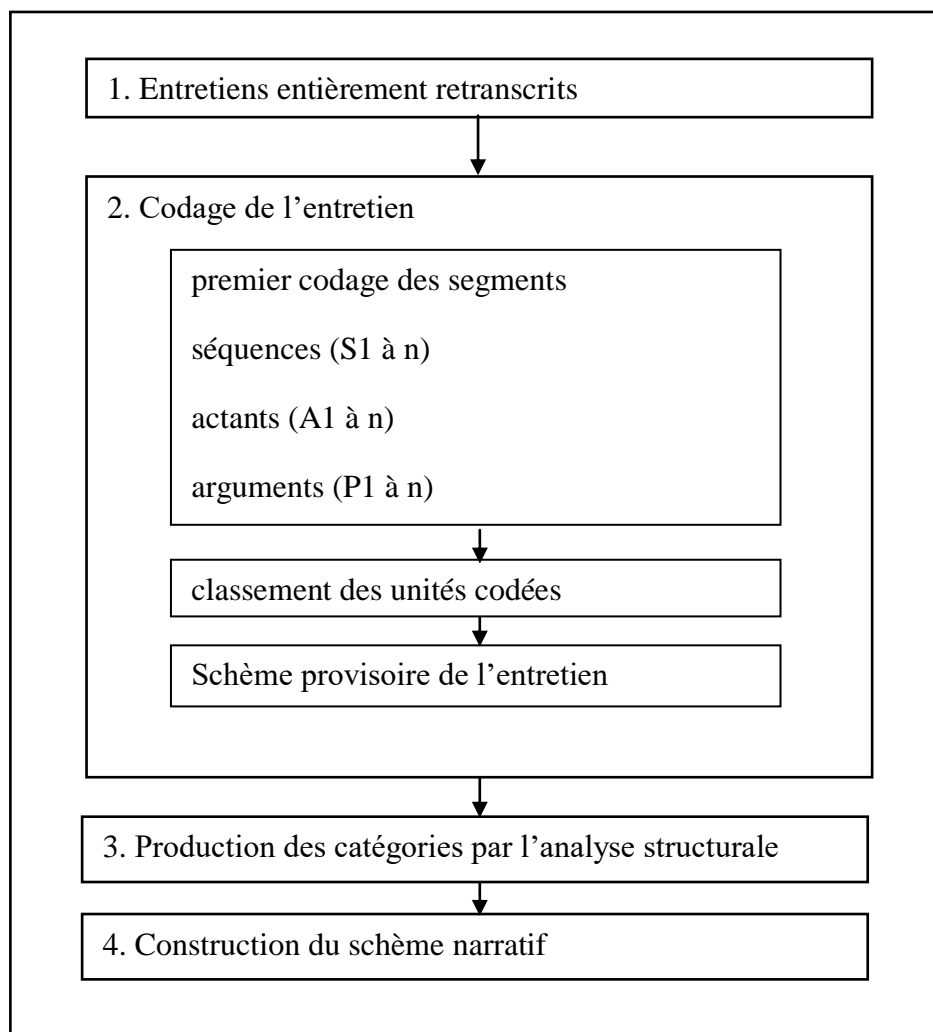 1. Entretiens entièrement retranscrits
2. Codage de l’entretien
premier codage des segments
séquences (S1 à n)
actants (A1 à n)
arguments (P1 à n)
classement des unités codées
Schème provisoire de l’entretien
3. Production des catégories par l’analyse structurale
4. Construction du schème narratif